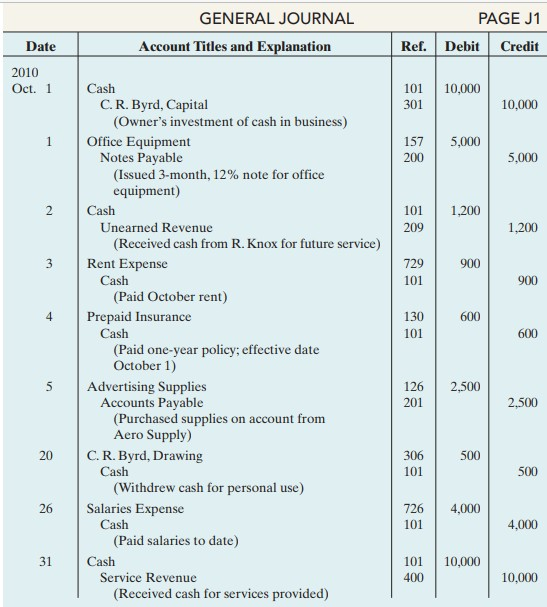 GENERAL JOURNAL PAGE J1
Date Account Titles and Explanation Ref. Debit Credit
2010
Oct. 1 Cash 101 10,000
C. R. Byrd, Capital 301 10,000
(Owner's investment of cash in business)
1 Office Equipment 157 5,000
Notes Payable 200 5,000
(Issued 3-month, 12% note for office
equipment)
2 Cash 101 1,200
Unearned Revenue 209 1,200
(Received cash from R. Knox for future service)
3 Rent Expense 729 900
Cash 101 900
(Paid October rent)
4 Prepaid Insurance 130 600
Cash 101 600
(Paid one-year policy; effective date
October 1)
5 Advertising Supplies 126 2,500
Accounts Payable 201 2,500
(Purchased supplies on account from
Aero Supply)
20 C. R. Byrd, Drawing 306 500
Cash 101 500
(Withdrew cash for personal use)
26 Salaries Expense 726 4,000
Cash 101 4,000
(Paid salaries to date)
31 Cash 101 10,000
Service Revenue 400 10,000
(Received cash for services provided)